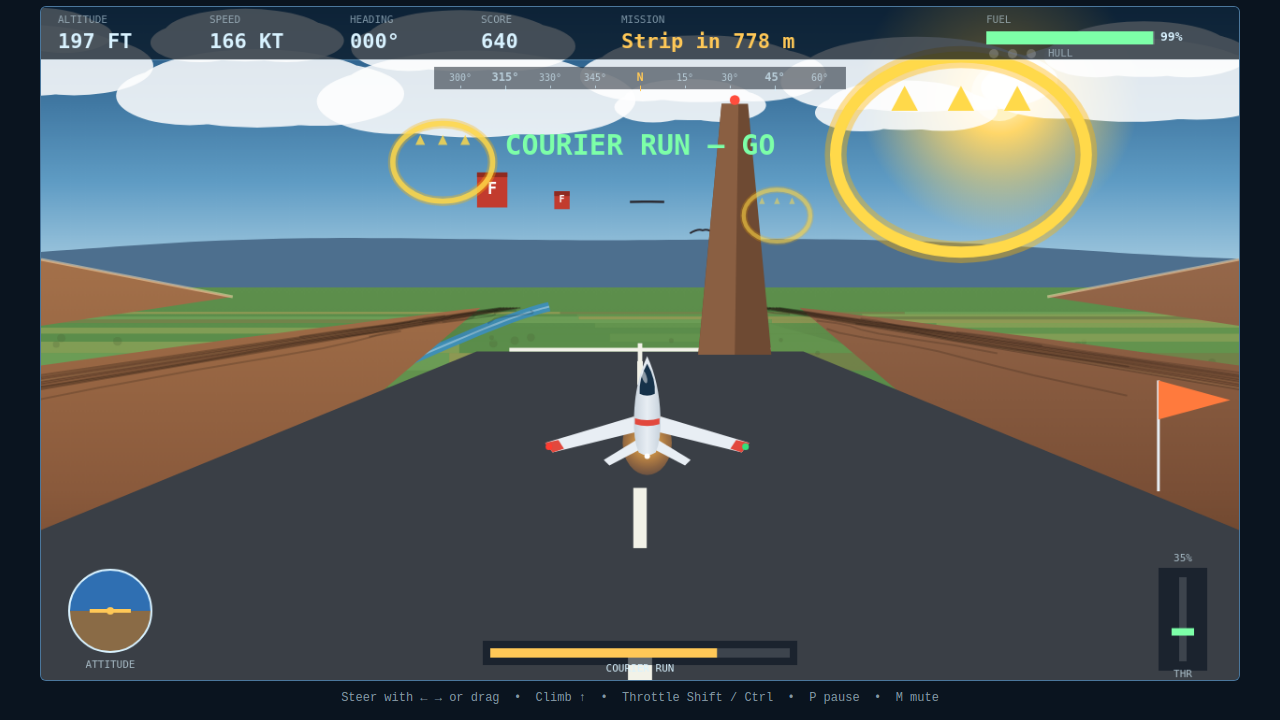 ALTITUDE
197 FT
SPEED
166 KT
HEADING
000°
SCORE
640
MISSION
Strip in 778 m
FUEL
99%
HULL
300° 315° 330° 345° N 15° 30° 45° 60°
COURIER RUN — GO
F
F
35%
THR
ATTITUDE
COURIER RUN
Steer with ← → or drag • Climb ↑ • Throttle Shift / Ctrl • P pause • M mute